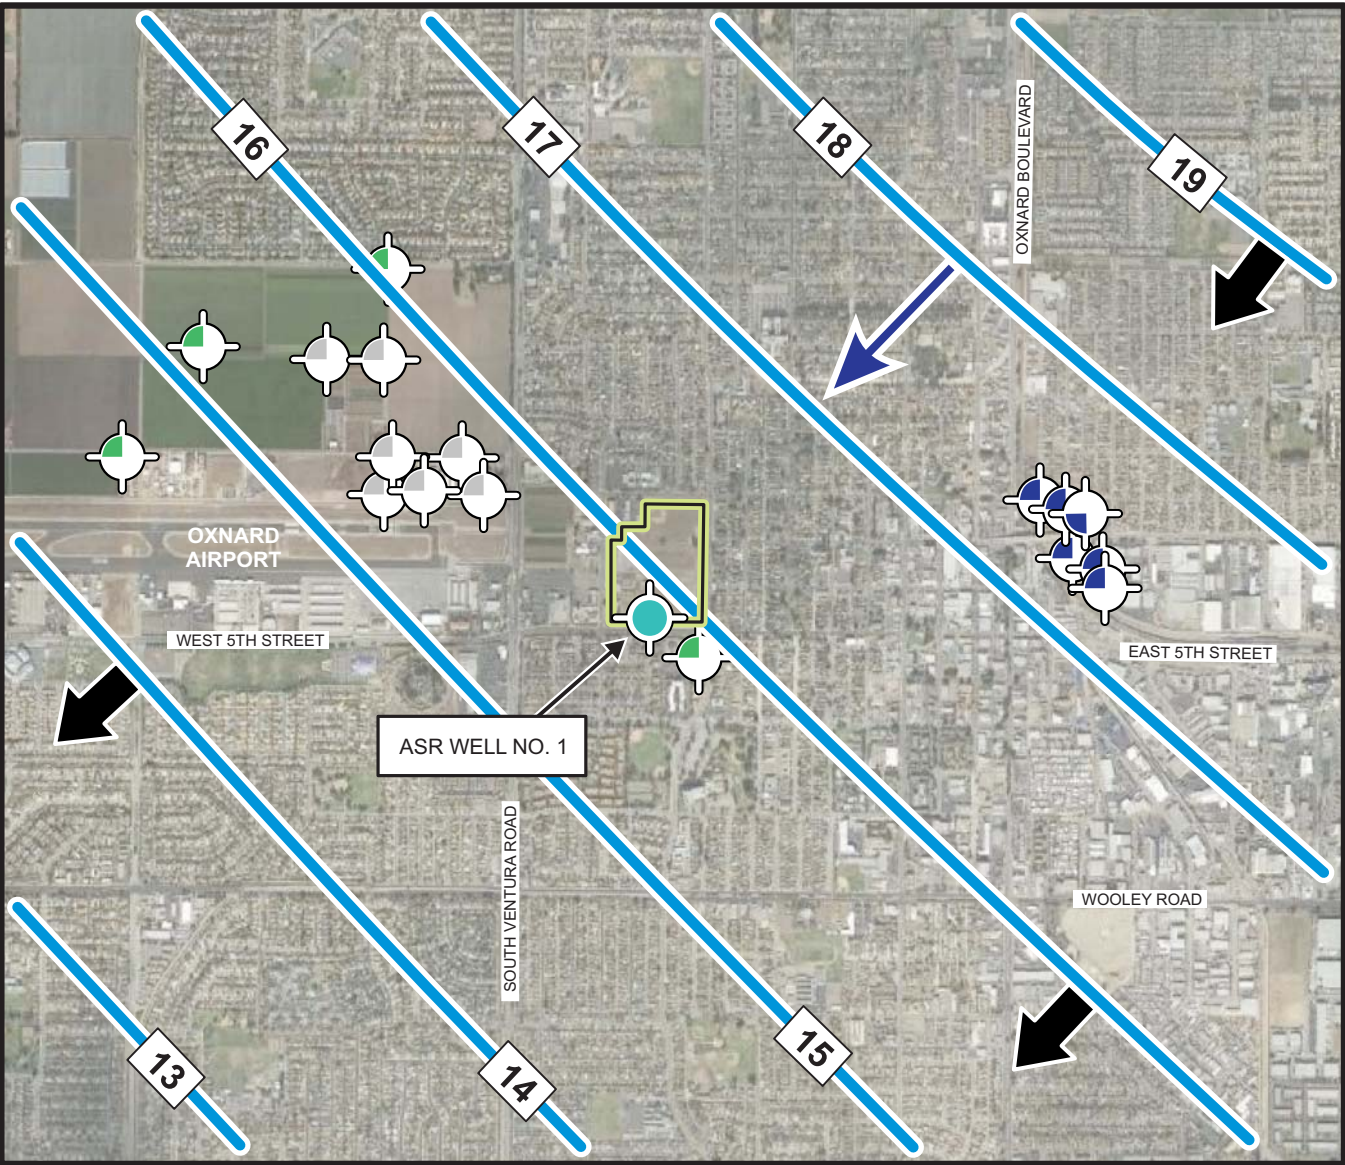 16
17
18
19
OXNARD BOULEVARD
OXNARD
AIRPORT
WEST 5TH STREET
EAST 5TH STREET
ASR WELL NO. 1
SOUTH VENTURA ROAD
WOOLEY ROAD
13
14
15